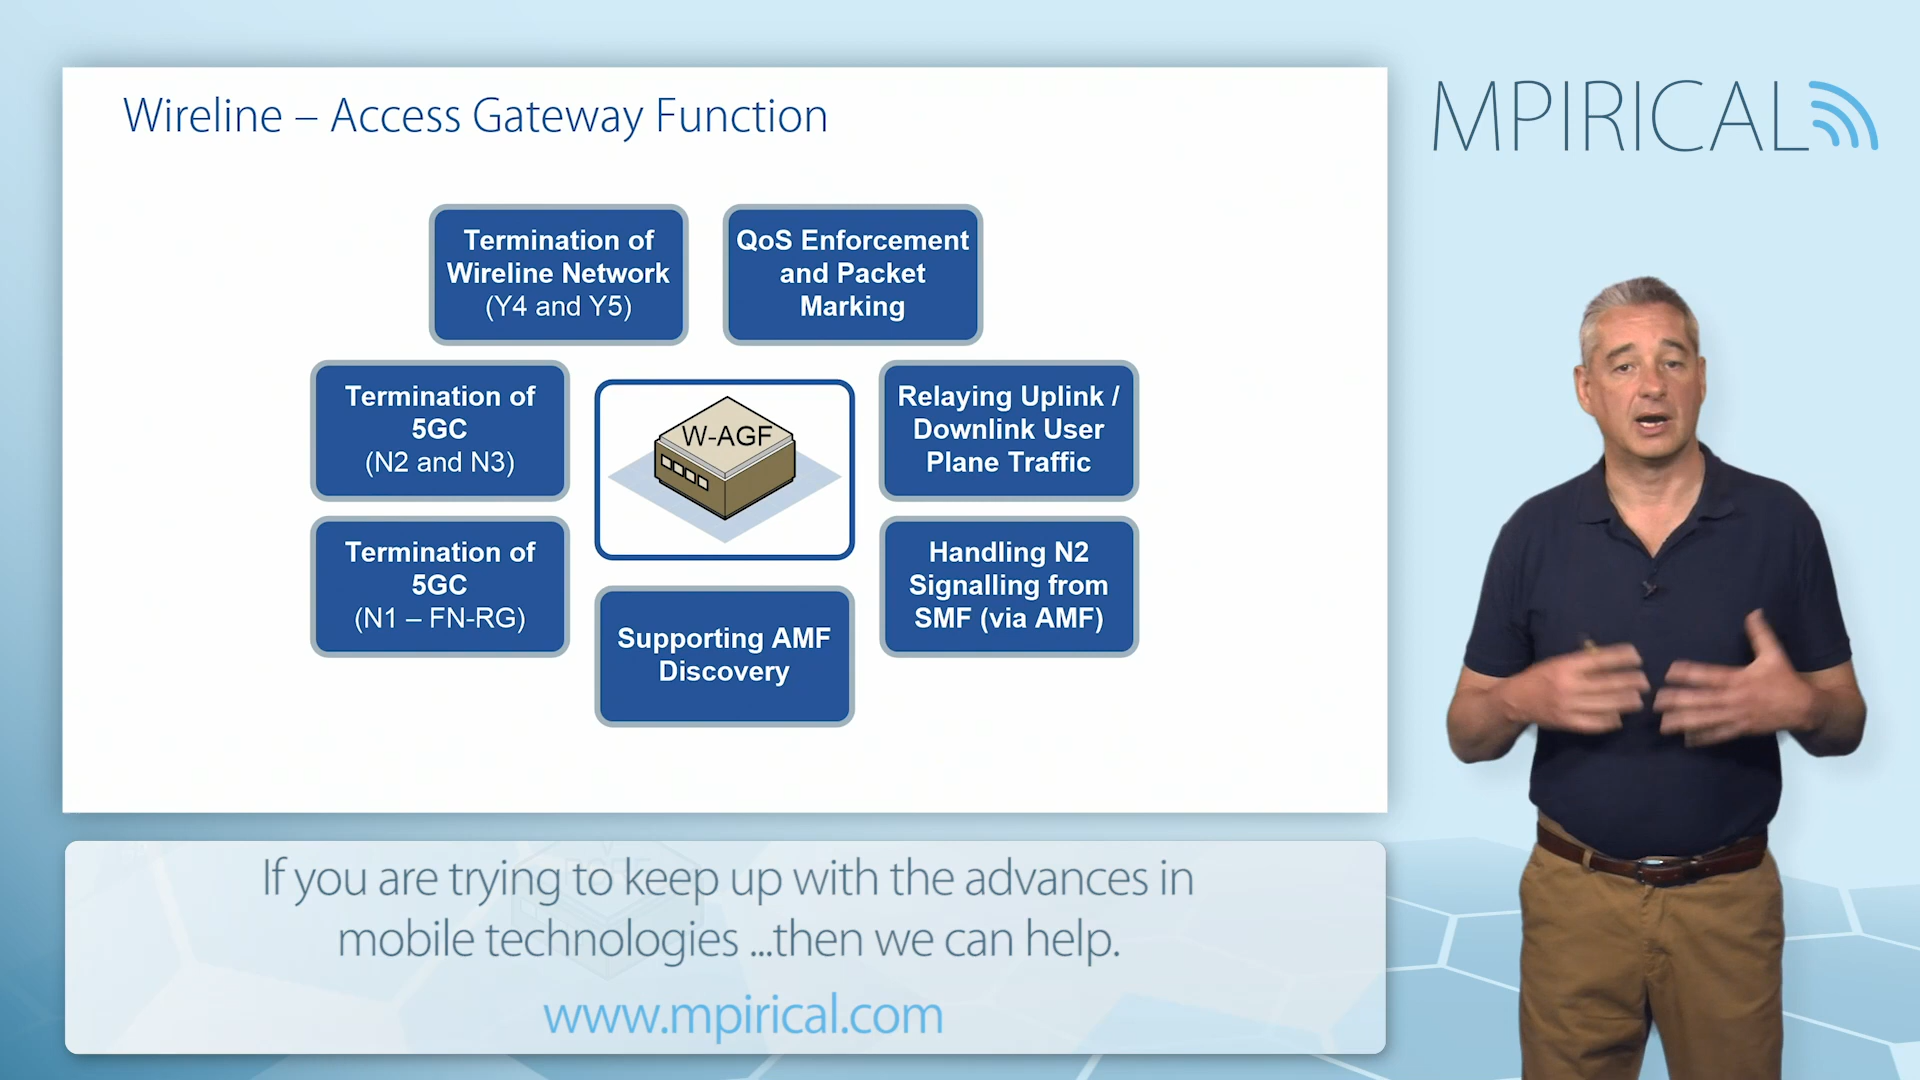 Wireline – Access Gateway Function
MPIRICAL
Termination of
Wireline Network
(Y4 and Y5)
QoS Enforcement
and Packet
Marking
Termination of
5GC
(N2 and N3)
W-AGF
Relaying Uplink /
Downlink User
Plane Traffic
Termination of
5GC
(N1 – FN-RG)
Supporting AMF
Discovery
Handling N2
Signalling from
SMF (via AMF)
If you are trying to keep up with the advances in
mobile technologies ...then we can help.
www.mpirical.com